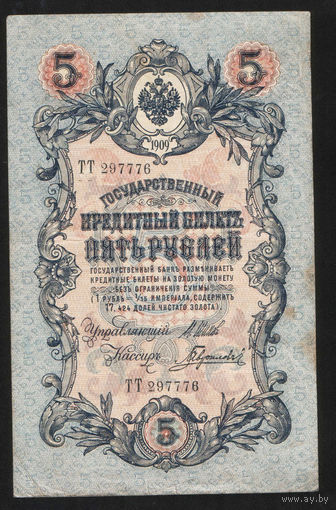 5 5
1909
ТТ 297776
ГОСУДАРСТВЕННЫЙ
КРЕДИТНЫЙ БИЛЕТЪ
ПЯТЬ РУБЛЕЙ
ГОСУДАРСТВЕННЫЙ БАНКЪ РАЗМѢНИВАЕТЪ
КРЕДИТНЫЕ БИЛЕТЫ НА ЗОЛОТУЮ МОНЕТУ
БЕЗЪ ОГРАНИЧЕНІЯ СУММЫ
(1 РУБЛЬ = 1/15 ИМПЕРІАЛА, СОДЕРЖИТЪ
17,424 ДОЛЕЙ ЧИСТАГО ЗОЛОТА).
Управляющій
Кассиръ
ТТ 297776
5
www.ay.by